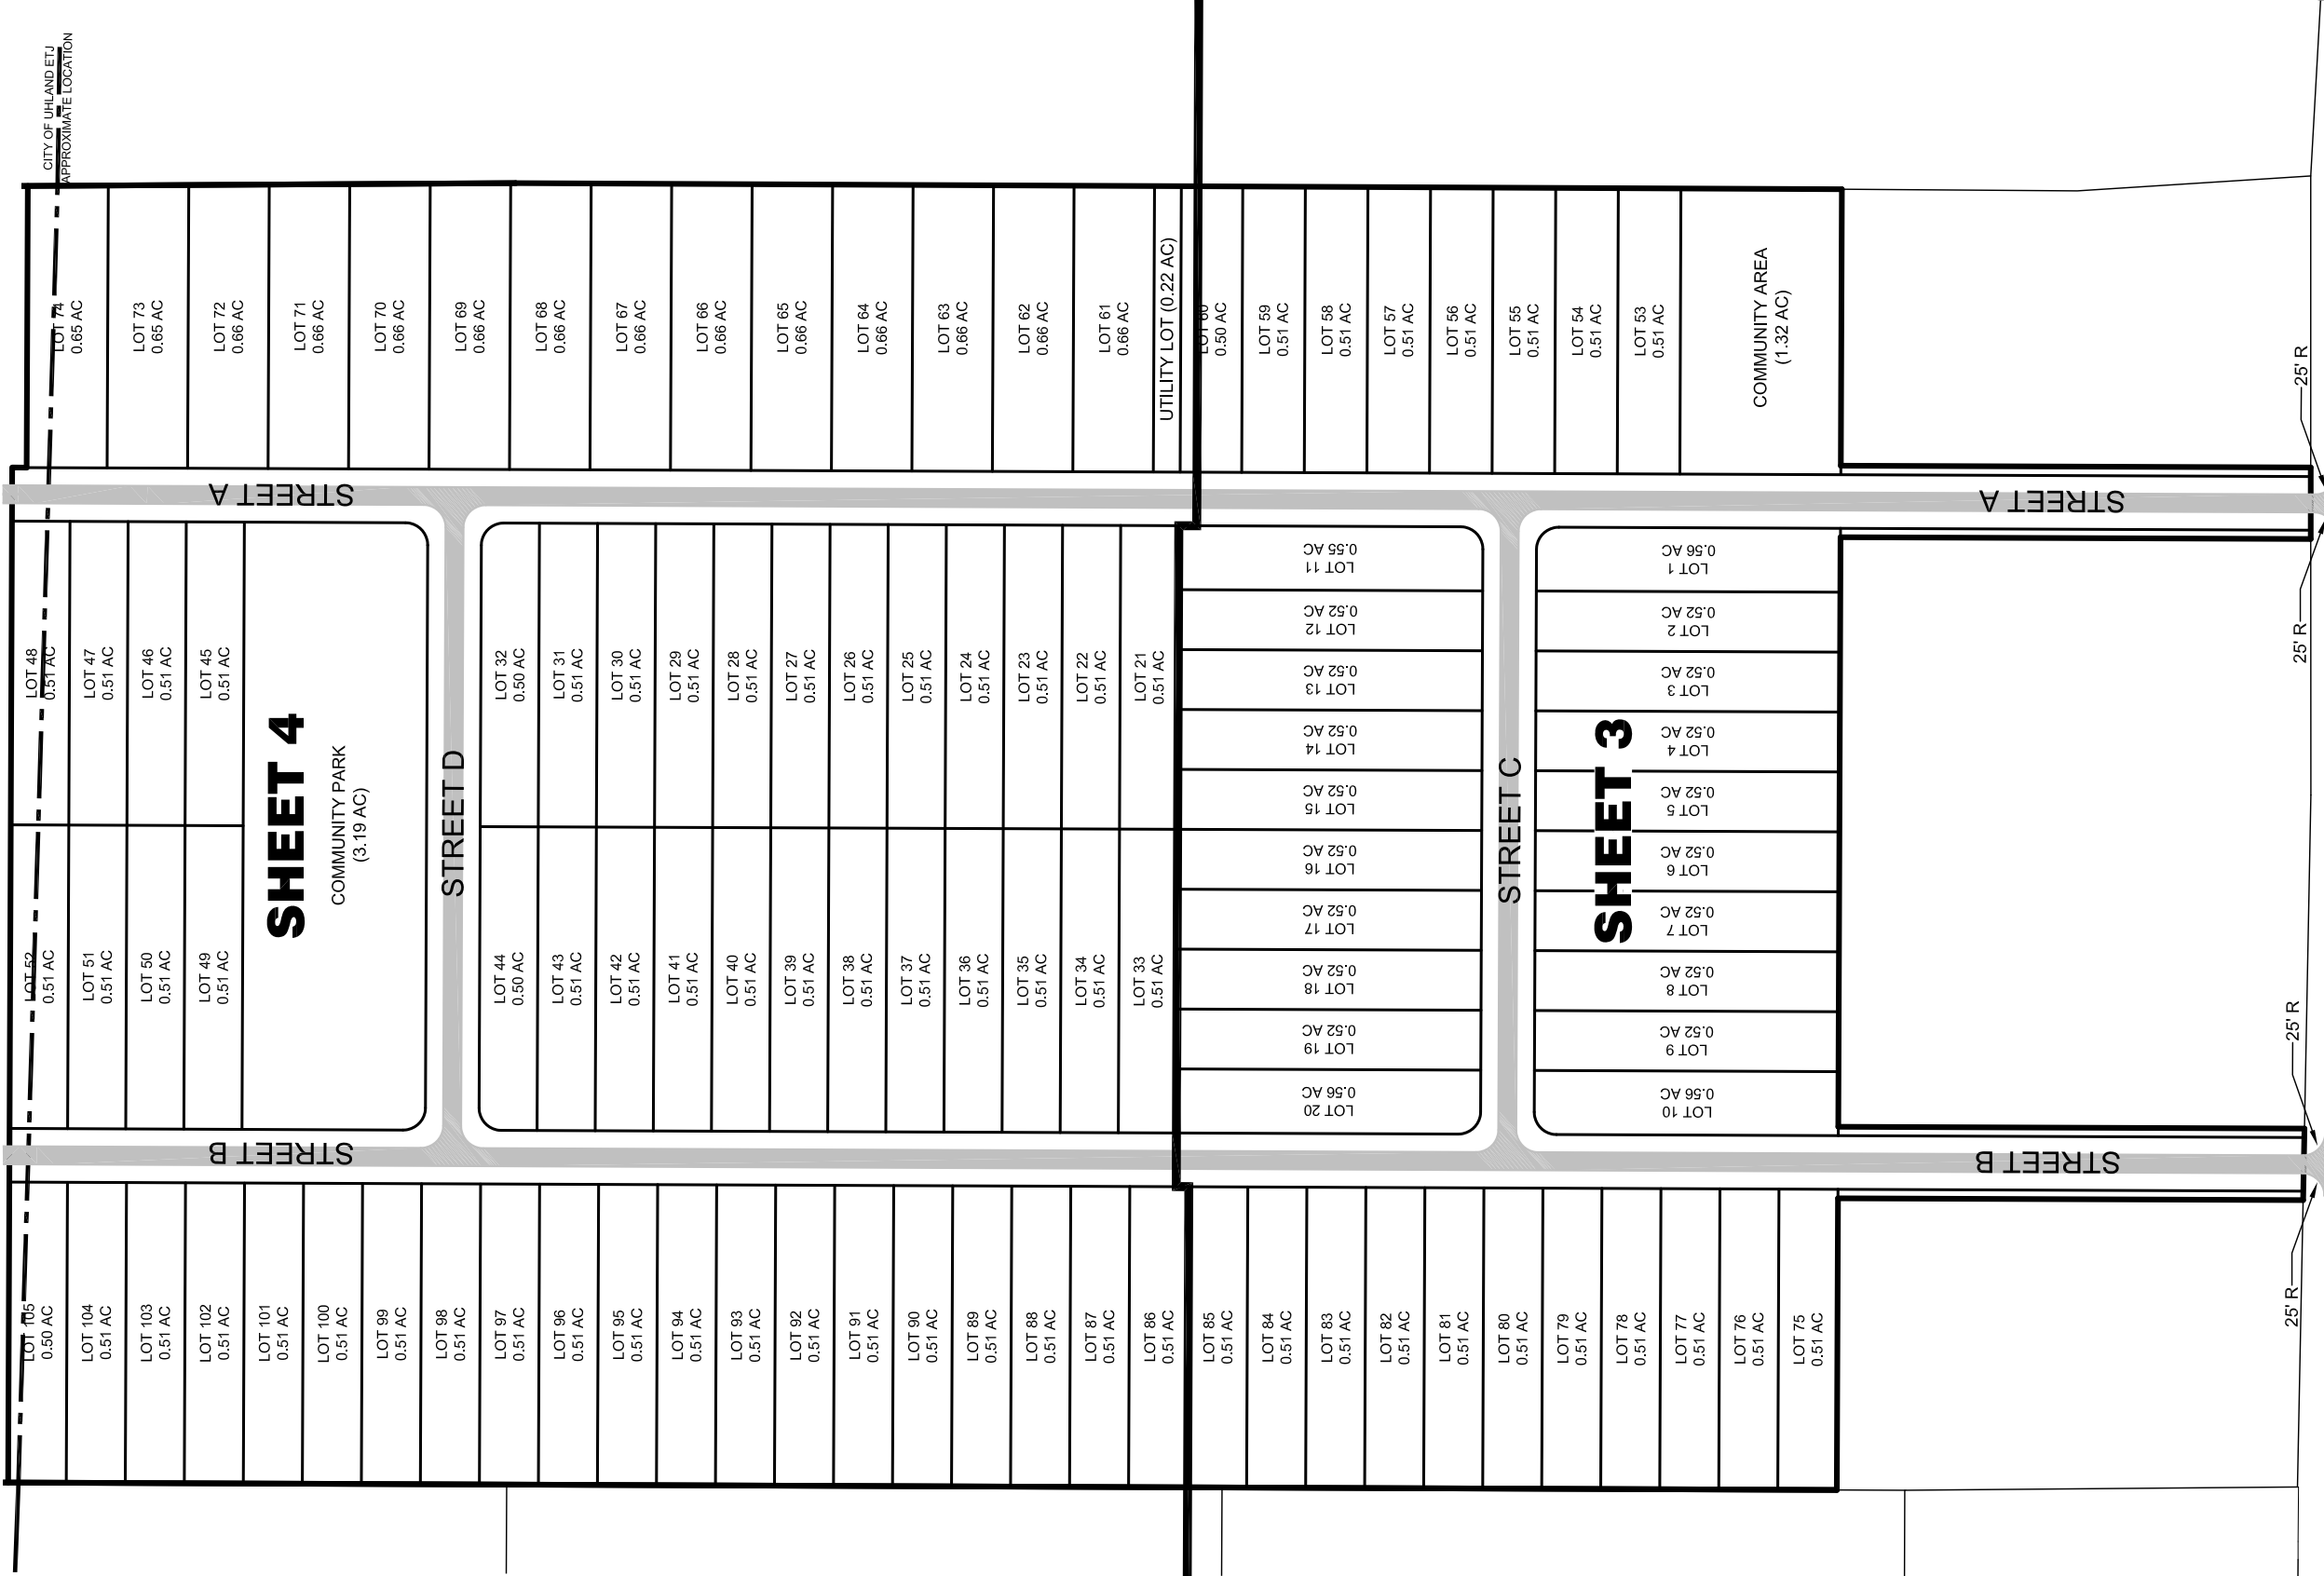 CITY OF UHLAND ETJ
APPROXIMATE LOCATION
LOT 74
0.65 AC
LOT 73
0.65 AC
LOT 72
0.66 AC
LOT 71
0.66 AC
LOT 70
0.66 AC
LOT 69
0.66 AC
LOT 68
0.66 AC
LOT 67
0.66 AC
LOT 66
0.66 AC
LOT 65
0.66 AC
LOT 64
0.66 AC
LOT 63
0.66 AC
LOT 62
0.66 AC
LOT 61
0.66 AC
UTILITY LOT (0.22 AC)
LOT 60
0.50 AC
LOT 59
0.51 AC
LOT 58
0.51 AC
LOT 57
0.51 AC
LOT 56
0.51 AC
LOT 55
0.51 AC
LOT 54
0.51 AC
LOT 53
0.51 AC
COMMUNITY AREA
(1.32 AC)
25' R
STREET A
STREET A
25' R
LOT 48
0.51 AC
LOT 47
0.51 AC
LOT 46
0.51 AC
LOT 45
0.51 AC
SHEET 4
COMMUNITY PARK
(3.19 AC)
STREET D
LOT 32
0.50 AC
LOT 31
0.51 AC
LOT 30
0.51 AC
LOT 29
0.51 AC
LOT 28
0.51 AC
LOT 27
0.51 AC
LOT 26
0.51 AC
LOT 25
0.51 AC
LOT 24
0.51 AC
LOT 23
0.51 AC
LOT 22
0.51 AC
LOT 21
0.51 AC
LOT 52
0.51 AC
LOT 51
0.51 AC
LOT 50
0.51 AC
LOT 49
0.51 AC
LOT 44
0.50 AC
LOT 43
0.51 AC
LOT 42
0.51 AC
LOT 41
0.51 AC
LOT 40
0.51 AC
LOT 39
0.51 AC
LOT 38
0.51 AC
LOT 37
0.51 AC
LOT 36
0.51 AC
LOT 35
0.51 AC
LOT 34
0.51 AC
LOT 33
0.51 AC
LOT 11
0.55 AC
LOT 12
0.52 AC
LOT 13
0.52 AC
LOT 14
0.52 AC
LOT 15
0.52 AC
LOT 16
0.52 AC
LOT 17
0.52 AC
LOT 18
0.52 AC
LOT 19
0.52 AC
LOT 20
0.56 AC
STREET C
SHEET 3
LOT 1
0.56 AC
LOT 2
0.52 AC
LOT 3
0.52 AC
LOT 4
0.52 AC
LOT 5
0.52 AC
LOT 6
0.52 AC
LOT 7
0.52 AC
LOT 8
0.52 AC
LOT 9
0.52 AC
LOT 10
0.56 AC
25' R
STREET B
STREET B
25' R
LOT 105
0.50 AC
LOT 104
0.51 AC
LOT 103
0.51 AC
LOT 102
0.51 AC
LOT 101
0.51 AC
LOT 100
0.51 AC
LOT 99
0.51 AC
LOT 98
0.51 AC
LOT 97
0.51 AC
LOT 96
0.51 AC
LOT 95
0.51 AC
LOT 94
0.51 AC
LOT 93
0.51 AC
LOT 92
0.51 AC
LOT 91
0.51 AC
LOT 90
0.51 AC
LOT 89
0.51 AC
LOT 88
0.51 AC
LOT 87
0.51 AC
LOT 86
0.51 AC
LOT 85
0.51 AC
LOT 84
0.51 AC
LOT 83
0.51 AC
LOT 82
0.51 AC
LOT 81
0.51 AC
LOT 80
0.51 AC
LOT 79
0.51 AC
LOT 78
0.51 AC
LOT 77
0.51 AC
LOT 76
0.51 AC
LOT 75
0.51 AC